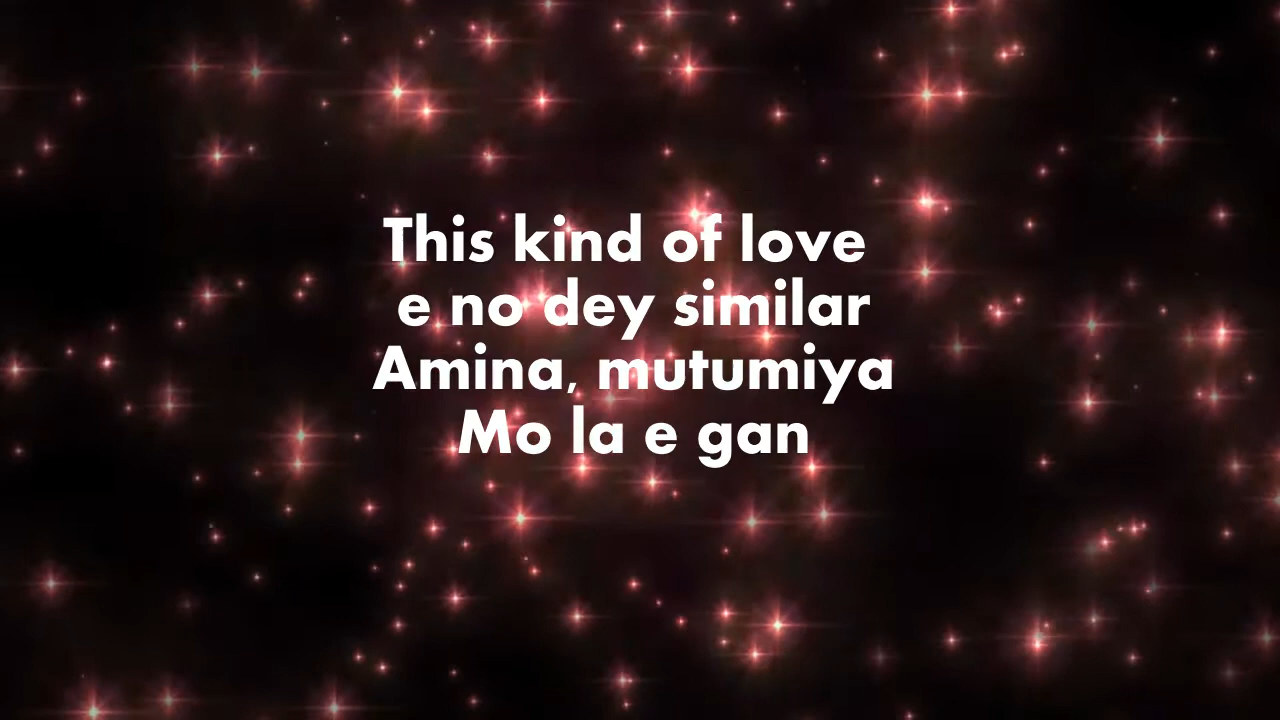 This kind of love
e no dey similar
Amina, mutumiya
Mo la e gan